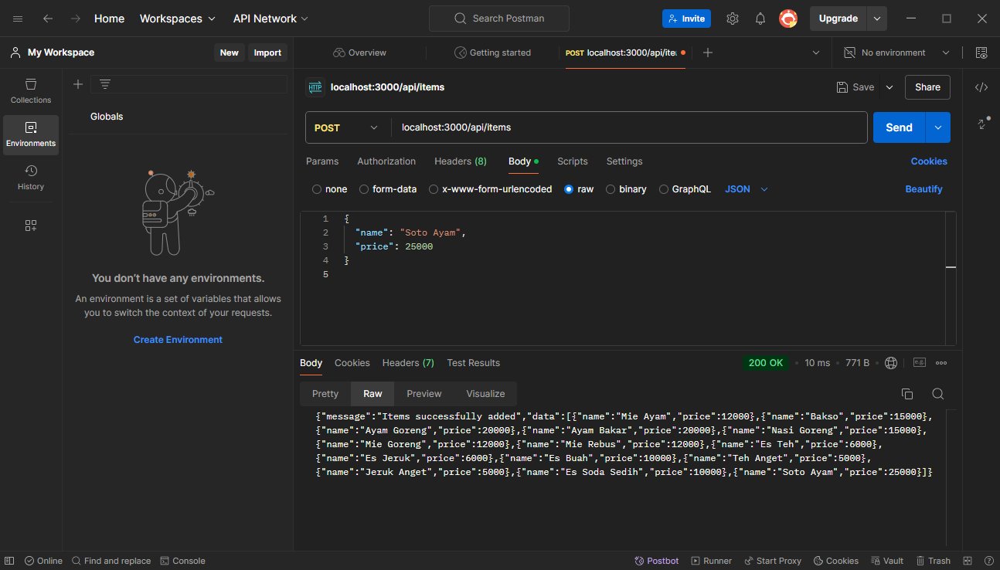 Home Workspaces API Network Search Postman Invite Upgrade
My Workspace New Import Overview Getting started POST localhost:3000/api/ite No environment
Collections
Environments
History
Globals
You don’t have any environments.
An environment is a set of variables that allows
you to switch the context of your requests.
Create Environment
HTTP localhost:3000/api/items Save Share
POST localhost:3000/api/items Send
Params Authorization Headers (8) Body Scripts Settings Cookies
none form-data x-www-form-urlencoded raw binary GraphQL JSON Beautify
1 {
2 "name": "Soto Ayam",
3 "price": 25000
4 }
5
Body Cookies Headers (7) Test Results 200 OK • 10 ms • 771 B • e.g.
Pretty Raw Preview Visualize
{"message":"Items successfully added","data":[{"name":"Mie Ayam","price":12000},{"name":"Bakso","price":15000},
{"name":"Ayam Goreng","price":20000},{"name":"Ayam Bakar","price":20000},{"name":"Nasi Goreng","price":15000},
{"name":"Mie Goreng","price":12000},{"name":"Mie Rebus","price":12000},{"name":"Es Teh","price":6000},
{"name":"Es Jeruk","price":6000},{"name":"Es Buah","price":10000},{"name":"Teh Anget","price":5000},
{"name":"Jeruk Anget","price":5000},{"name":"Es Soda Sedih","price":10000},{"name":"Soto Ayam","price":25000}]}
Online Find and replace Console Postbot Runner Start Proxy Cookies Vault Trash